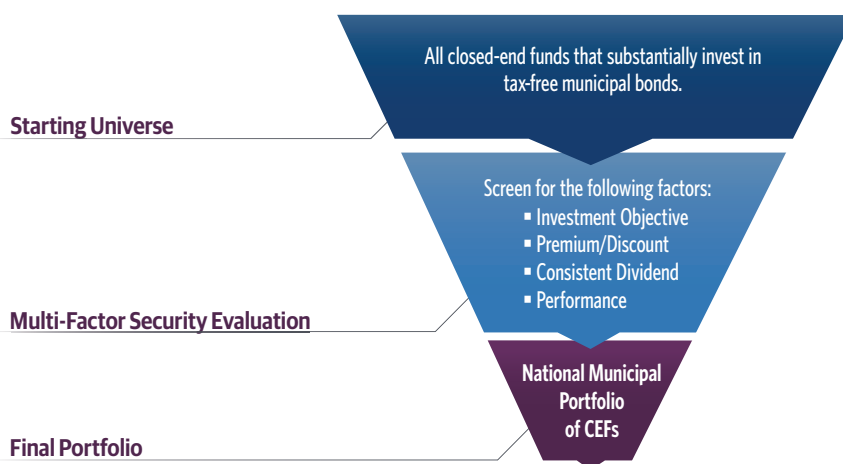 All closed-end funds that substantially invest in
tax-free municipal bonds.
Starting Universe
Screen for the following factors:
▪ Investment Objective
▪ Premium/Discount
▪ Consistent Dividend
▪ Performance
Multi-Factor Security Evaluation
National Municipal
Portfolio
of CEFs
Final Portfolio